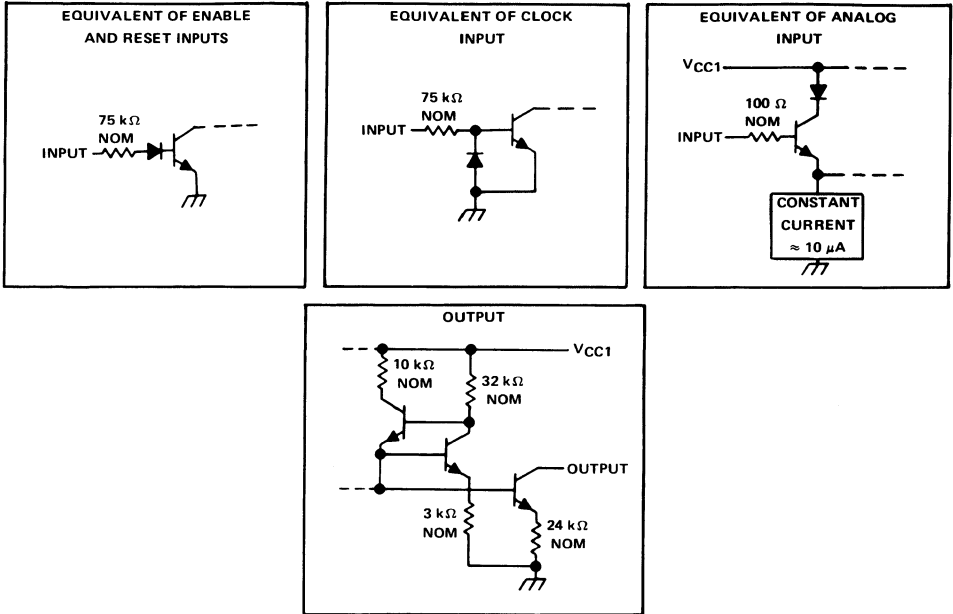 EQUIVALENT OF ENABLE
AND RESET INPUTS
75 kΩ
NOM
INPUT
EQUIVALENT OF CLOCK
INPUT
75 kΩ
NOM
INPUT
EQUIVALENT OF ANALOG
INPUT
VCC1
100 Ω
NOM
INPUT
CONSTANT
CURRENT
≈ 10 μA
OUTPUT
VCC1
10 kΩ
NOM
32 kΩ
NOM
OUTPUT
3 kΩ
NOM
24 kΩ
NOM